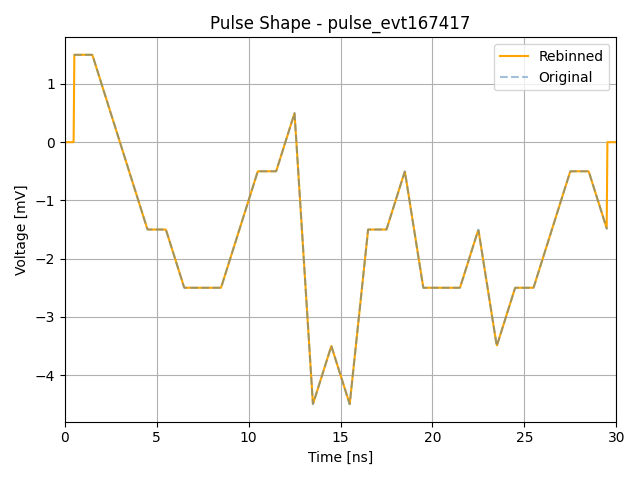 Pulse Shape - pulse_evt167417
Rebinned
Original
Voltage [mV]
1
0
−1
−2
−3
−4
0 5 10 15 20 25 30
Time [ns]